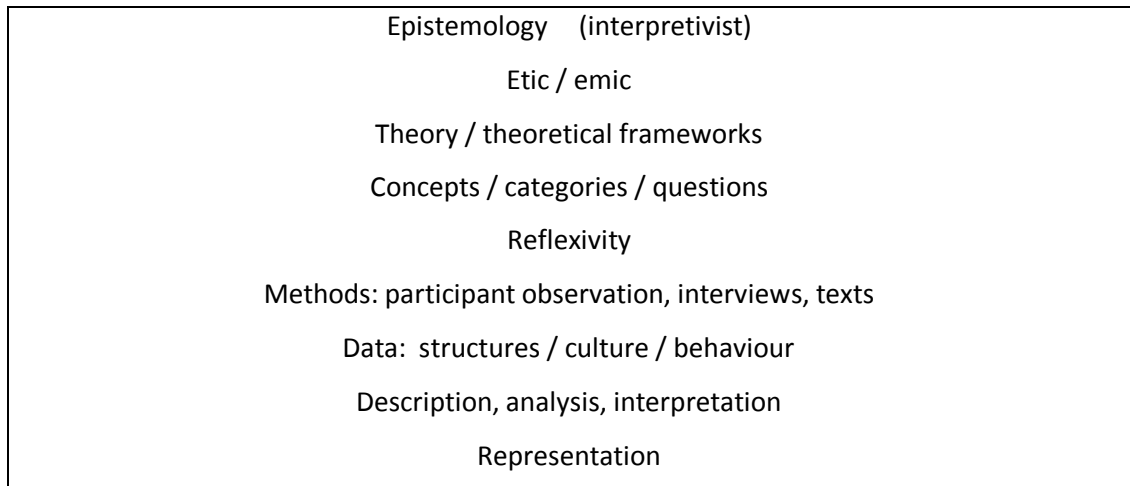 Epistemology (interpretivist)
Etic / emic
Theory / theoretical frameworks
Concepts / categories / questions
Reflexivity
Methods: participant observation, interviews, texts
Data: structures / culture / behaviour
Description, analysis, interpretation
Representation